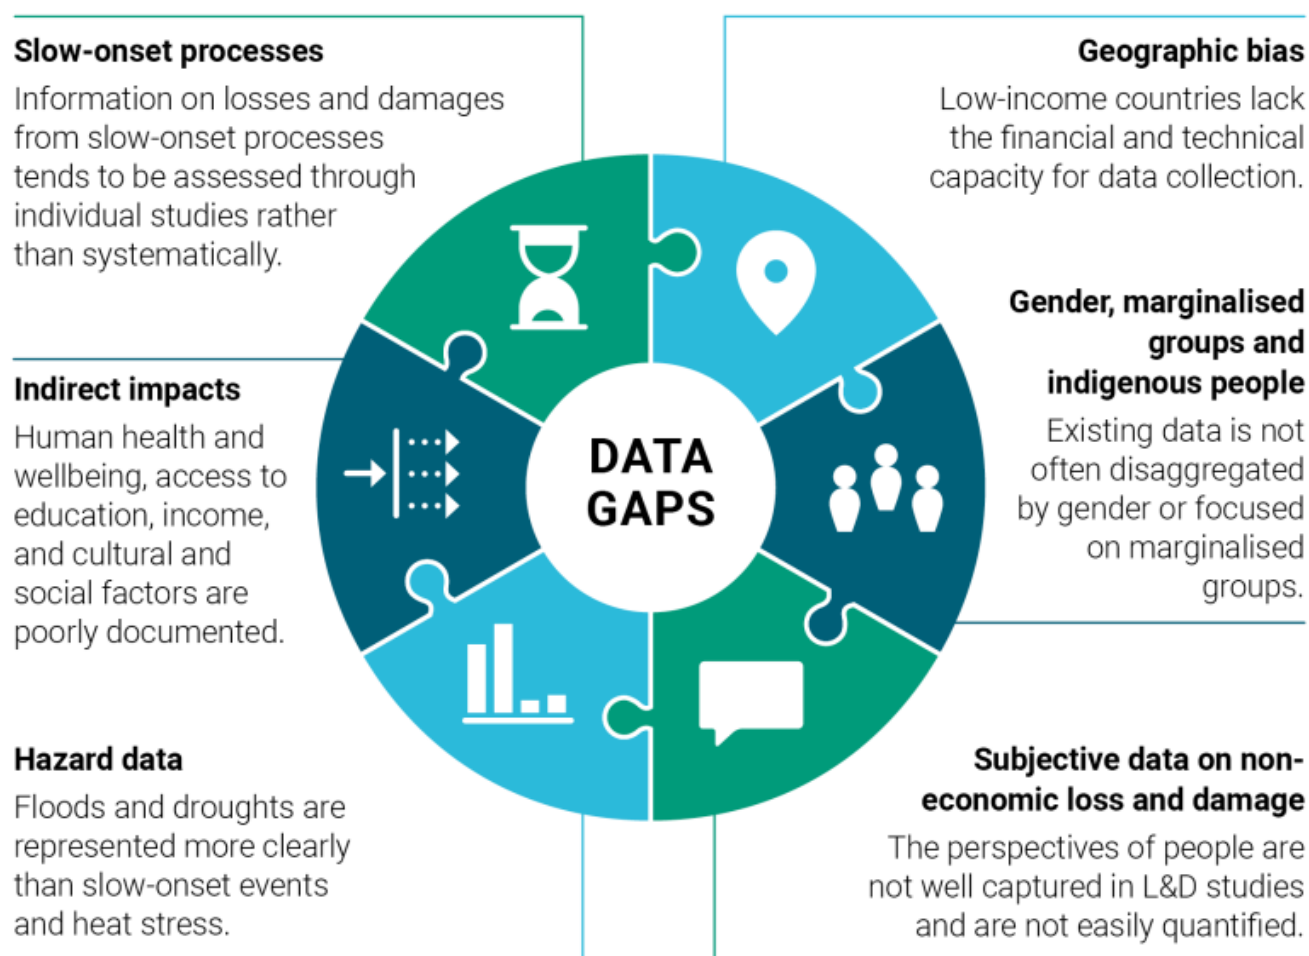 Slow-onset processes
Information on losses and damages
from slow-onset processes
tends to be assessed through
individual studies rather
than systematically.
Geographic bias
Low-income countries lack
the financial and technical
capacity for data collection.
Gender, marginalised
groups and
indigenous people
Existing data is not
often disaggregated
by gender or focused
on marginalised
groups.
Indirect impacts
Human health and
wellbeing, access to
education, income,
and cultural and
social factors are
poorly documented.
DATA
GAPS
Hazard data
Floods and droughts are
represented more clearly
than slow-onset events
and heat stress.
Subjective data on non-
economic loss and damage
The perspectives of people are
not well captured in L&D studies
and are not easily quantified.